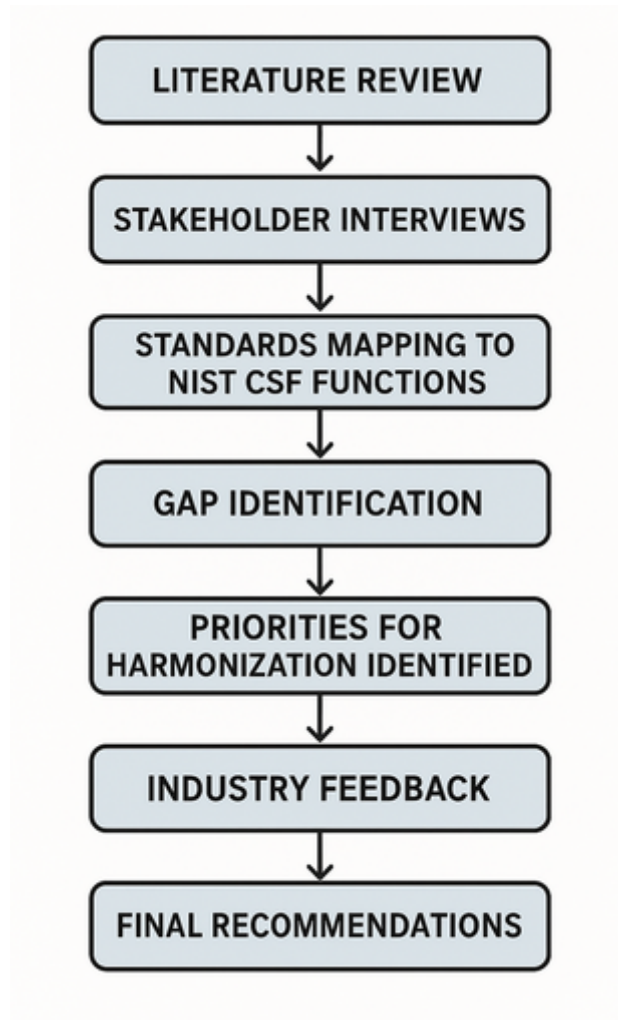 LITERATURE REVIEW
STAKEHOLDER INTERVIEWS
STANDARDS MAPPING TO
NIST CSF FUNCTIONS
GAP IDENTIFICATION
PRIORITIES FOR
HARMONIZATION IDENTIFIED
INDUSTRY FEEDBACK
FINAL RECOMMENDATIONS